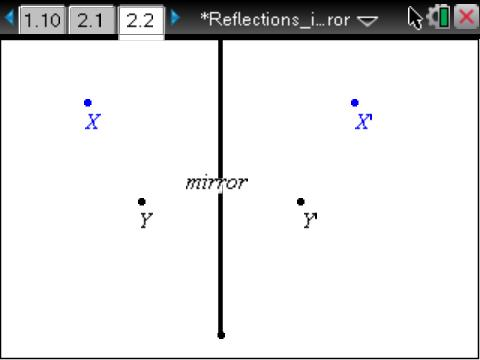 1.10 2.1 2.2 *Reflections_i...ror
X X'
mirror
Y Y'